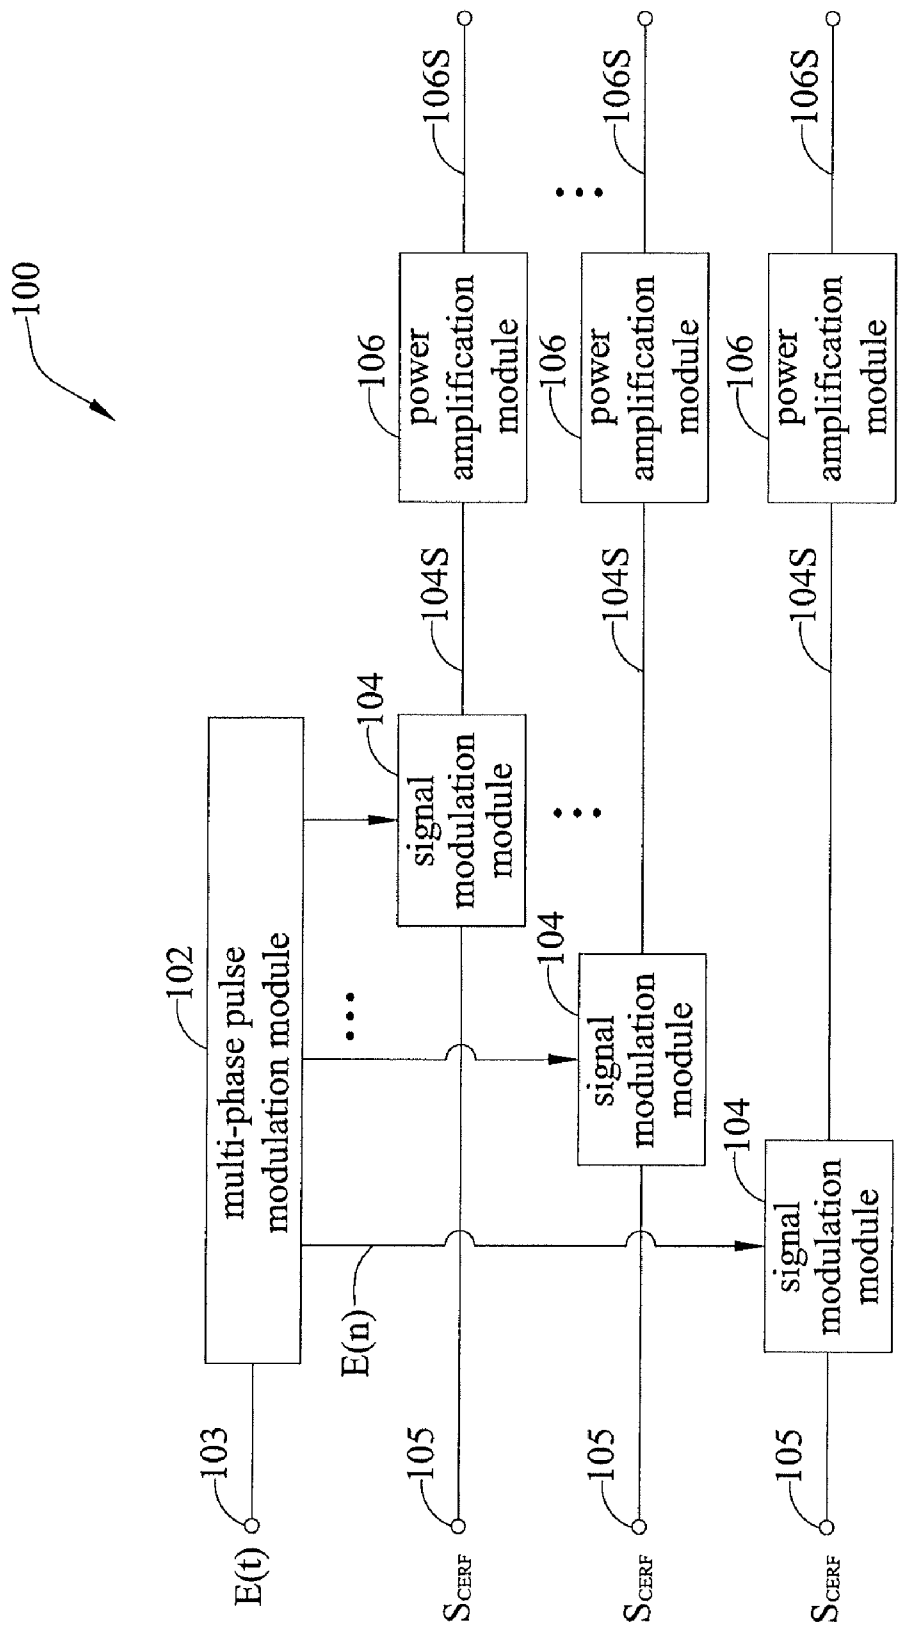 100
E(t)
103
102
multi-phase pulse
modulation module
E(n)
SCERF
105
104
signal
modulation
module
104S
106
power
amplification
module
106S
SCERF
105
104
signal
modulation
module
104S
106
power
amplification
module
106S
SCERF
105
104
signal
modulation
module
104S
106
power
amplification
module
106S